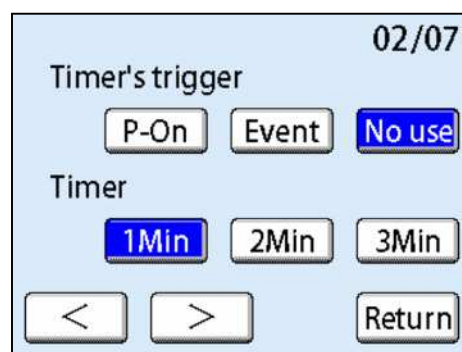 02/07
Timer's trigger
P-On Event No use
Timer
1Min 2Min 3Min
< > Return